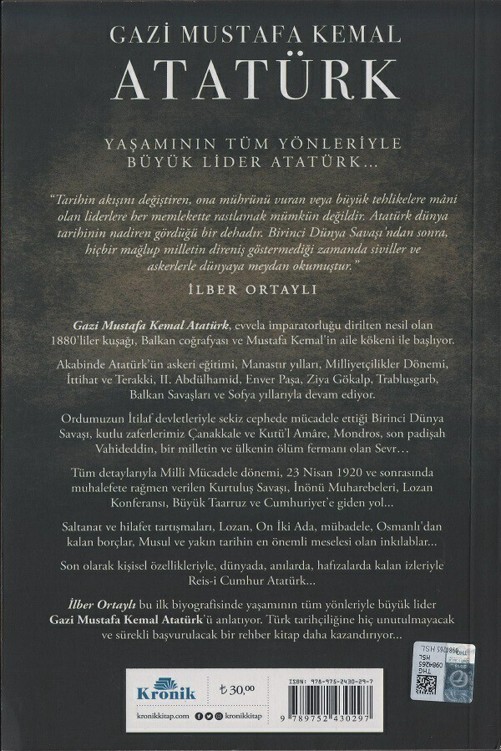 GAZİ MUSTAFA KEMAL
ATATÜRK
YAŞAMININ TÜM YÖNLERİYLE
BÜYÜK LİDER ATATÜRK...
“Tarihin akışını değiştiren, ona mührünü vuran veya büyük tehlikelere mâni
olan liderlere her memlekette rastlamak mümkün değildir. Atatürk dünya
tarihinin nadiren gördüğü bir dehadır. Birinci Dünya Savaşı’ndan sonra,
hiçbir mağlup milletin direniş göstermediği zamanda siviller ve
askerlerle dünyaya meydan okumuştur.”
İLBER ORTAYLI
Gazi Mustafa Kemal Atatürk, evvela imparatorluğu dirilten nesil olan
1880’liler kuşağı, Balkan coğrafyası ve Mustafa Kemal’in aile kökeni ile başlıyor.
Akabinde Atatürk’ün askeri eğitimi, Manastır yılları, Milliyetçilikler Dönemi,
İttihat ve Terakki, II. Abdülhamid, Enver Paşa, Ziya Gökalp, Trablusgarb,
Balkan Savaşları ve Sofya yıllarıyla devam ediyor.
Ordumuzun İtilaf devletleriyle sekiz cephede mücadele ettiği Birinci Dünya
Savaşı, kutlu zaferlerimiz Çanakkale ve Kutü’l Amâre, Mondros, son padişah
Vahideddin, bir milletin ve ülkenin ölüm fermanı olan Sevr…
Tüm detaylarıyla Milli Mücadele dönemi, 23 Nisan 1920 ve sonrasında
muhalefete rağmen verilen Kurtuluş Savaşı, İnönü Muharebeleri, Lozan
Konferansı, Büyük Taarruz ve Cumhuriyet’e giden yol...
Saltanat ve hilafet tartışmaları, Lozan, On İki Ada, mübadele, Osmanlı’dan
kalan borçlar, Musul ve yakın tarihin en önemli meselesi olan inkılablar...
Son olarak kişisel özellikleriyle, dünyada, anılarda, hafızalarda kalan izleriyle
Reis-i Cumhur Atatürk...
İlber Ortaylı bu ilk biyografisinde yaşamının tüm yönleriyle büyük lider
Gazi Mustafa Kemal Atatürk’ü anlatıyor. Türk tarihçiliğine hiç unutulmayacak
ve sürekli başvurulacak bir rehber kitap daha kazandırıyor...
Kronik
₺ 30,00
kronikkitap.com
kronikkitap
ISBN: 978-975-2430-29-7
9 789752 430297